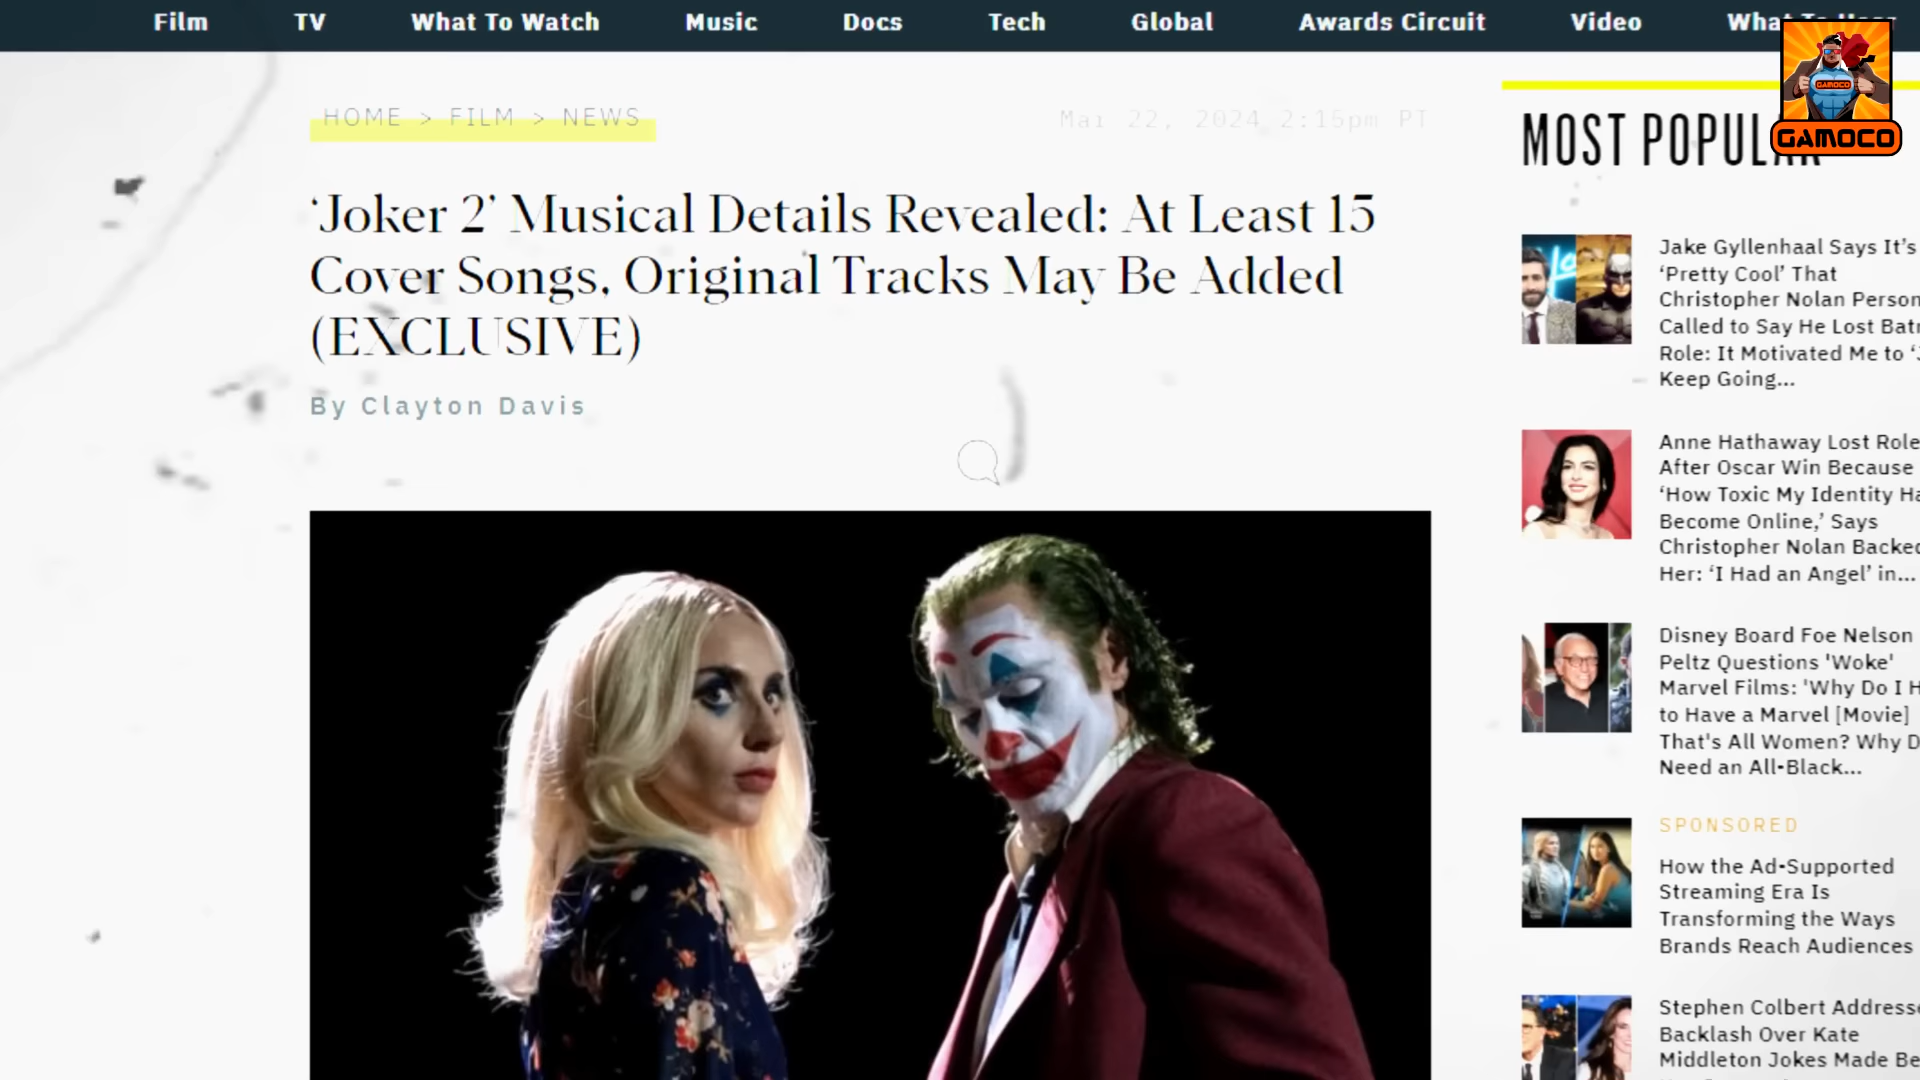 Film TV What To Watch Music Docs Tech Global Awards Circuit Video
GAMOCO
GAMOCO
HOME > FILM > NEWS
Mar 22, 2024 2:15pm PT
‘Joker 2’ Musical Details Revealed: At Least 15
Cover Songs, Original Tracks May Be Added
(EXCLUSIVE)
By Clayton Davis
MOST POPULAR
Jake Gyllenhaal Says It’s
‘Pretty Cool’ That
Christopher Nolan Person
Called to Say He Lost Bat
Role: It Motivated Me to ‘
Keep Going...
Anne Hathaway Lost Role
After Oscar Win Because
‘How Toxic My Identity Ha
Become Online,’ Says
Christopher Nolan Backed
Her: ‘I Had an Angel’ in...
Disney Board Foe Nelson
Peltz Questions 'Woke'
Marvel Films: 'Why Do I H
to Have a Marvel [Movie]
That's All Women? Why D
Need an All-Black...
SPONSORED
How the Ad-Supported
Streaming Era Is
Transforming the Ways
Brands Reach Audiences
Stephen Colbert Addresse
Backlash Over Kate
Middleton Jokes Made Be